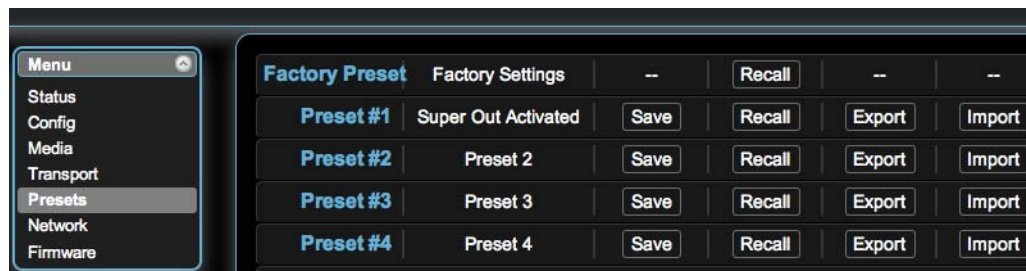 Menu
Status
Config
Media
Transport
Presets
Network
Firmware
Factory Preset Factory Settings -- Recall -- --
Preset #1 Super Out Activated Save Recall Export Import
Preset #2 Preset 2 Save Recall Export Import
Preset #3 Preset 3 Save Recall Export Import
Preset #4 Preset 4 Save Recall Export Import